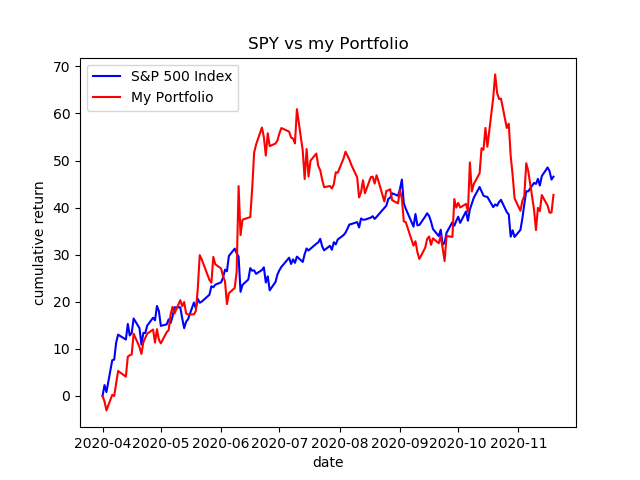 SPY vs my Portfolio
S&P 500 Index
My Portfolio
70
60
50
40
30
20
10
0
cumulative return
2020-04 2020-05 2020-06 2020-07 2020-08 2020-09 2020-10 2020-11
date